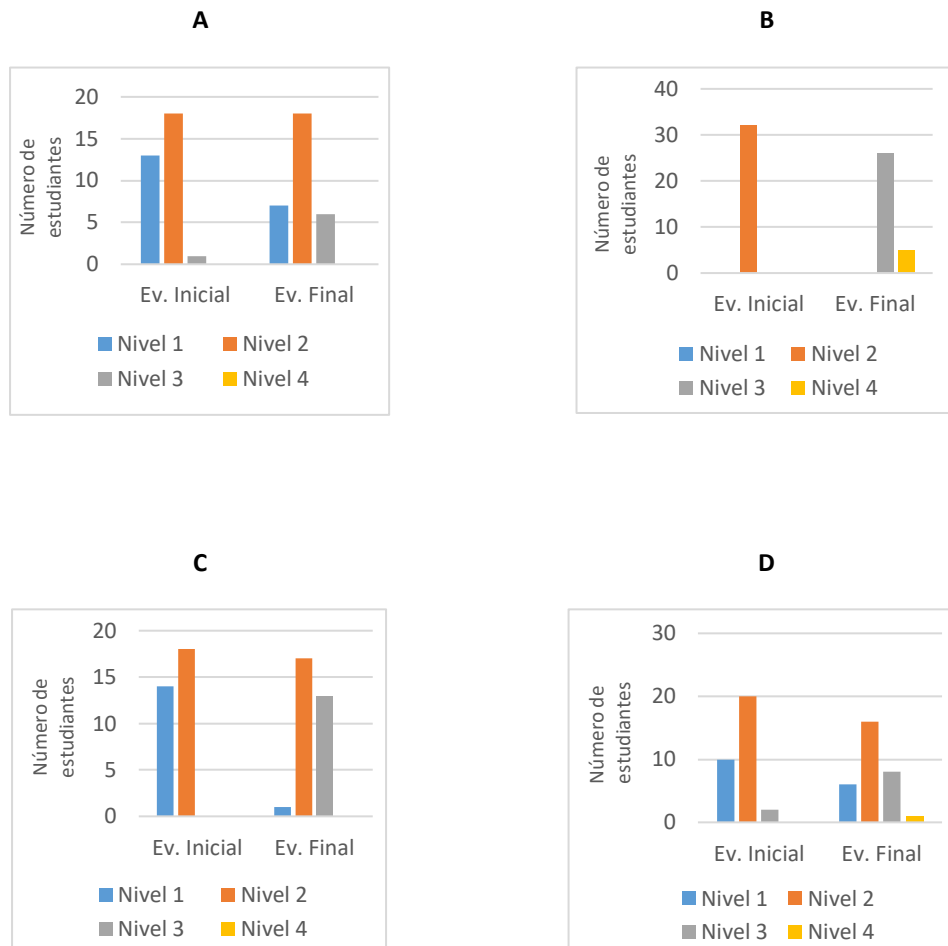 A
B
Número de
estudiantes
20
15
10
5
0
Ev. Inicial Ev. Final
Nivel 1 Nivel 2
Nivel 3 Nivel 4
Número de
estudiantes
40
30
20
10
0
Ev. Inicial Ev. Final
Nivel 1 Nivel 2
Nivel 3 Nivel 4
C
D
Número de
estudiantes
20
15
10
5
0
Ev. Inicial Ev. Final
Nivel 1 Nivel 2
Nivel 3 Nivel 4
Número de
estudiantes
30
20
10
0
Ev. Inicial Ev. Final
Nivel 1 Nivel 2
Nivel 3 Nivel 4